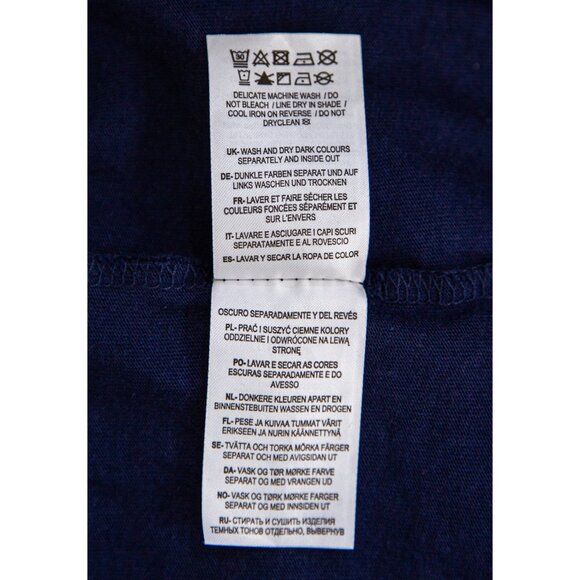 DELICATE MACHINE WASH / DO
NOT BLEACH / LINE DRY IN SHADE /
COOL IRON ON REVERSE / DO NOT
DRYCLEAN
UK- WASH AND DRY DARK COLOURS
SEPARATELY AND INSIDE OUT
DE- DUNKLE FARBEN SEPARAT UND AUF
LINKS WASCHEN UND TROCKNEN
FR- LAVER ET FAIRE SÉCHER LES
COULEURS FONCÉES SÉPARÉMENT ET
SUR L'ENVERS
IT- LAVARE E ASCIUGARE I CAPI SCURI
SEPARATAMENTE E AL ROVESCIO
ES- LAVAR Y SECAR LA ROPA DE COLOR
OSCURO SEPARADAMENTE Y DEL REVÉS
PL- PRAĆ I SUSZYĆ CIEMNE KOLORY
ODDZIELNIE I ODWRÓCONE NA LEWĄ
STRONĘ
PO- LAVAR E SECAR AS CORES
ESCURAS SEPARADAMENTE E DO
AVESSO
NL- DONKERE KLEUREN APART EN
BINNENSTEBUITEN WASSEN EN DROGEN
FL- PESE JA KUIVAA TUMMAT VÄRIT
ERIKSEEN JA NURIN KÄÄNNETTYNÄ
SE- TVÄTTA OCH TORKA MÖRKA FÄRGER
SEPARAT OCH MED AVIGSIDAN UT
DA- VASK OG TØR MØRKE FARVE
SEPARAT OG MED VRANGEN UD
NO- VASK OG TØRK MØRKE FARGER
SEPARAT OG MED INNSIDEN UT
RU- СТИРАТЬ И СУШИТЬ ИЗДЕЛИЯ
ТЕМНЫХ ТОНОВ ОТДЕЛЬНО, ВЫВЕРНУВ